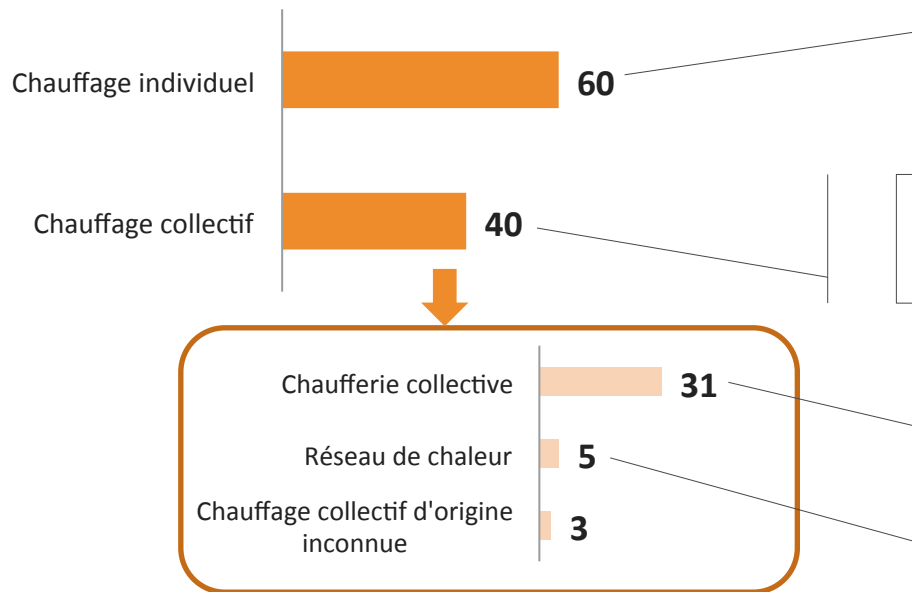 Chauffage individuel
60
Chauffage collectif
40
Chaufferie collective
31
Réseau de chaleur
5
Chauffage collectif d'origine
inconnue
3